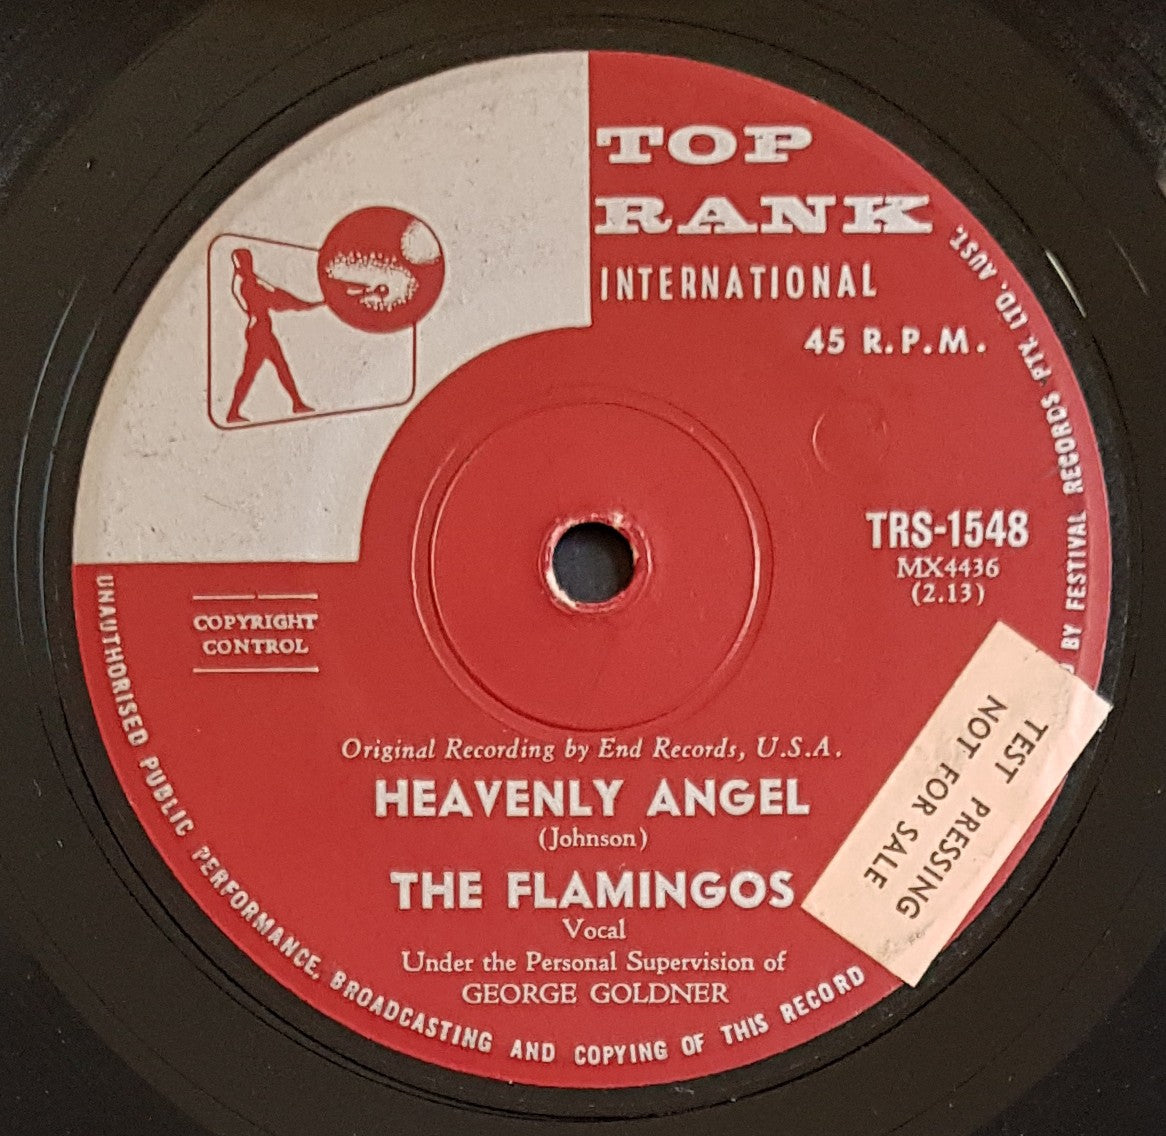 TOP
RANK
INTERNATIONAL
45 R.P.M.
TRS-1548
MX4436
(2.13)
COPYRIGHT
CONTROL
Original Recording by End Records, U.S.A.
HEAVENLY ANGEL
(Johnson)
THE FLAMINGOS
Vocal
Under the Personal Supervision of
GEORGE GOLDNER
TEST PRESSING
NOT FOR SALE
UNAUTHORISED PUBLIC PERFORMANCE, BROADCASTING AND COPYING OF THIS RECORD
BY FESTIVAL RECORDS PTY. LTD. AUST.